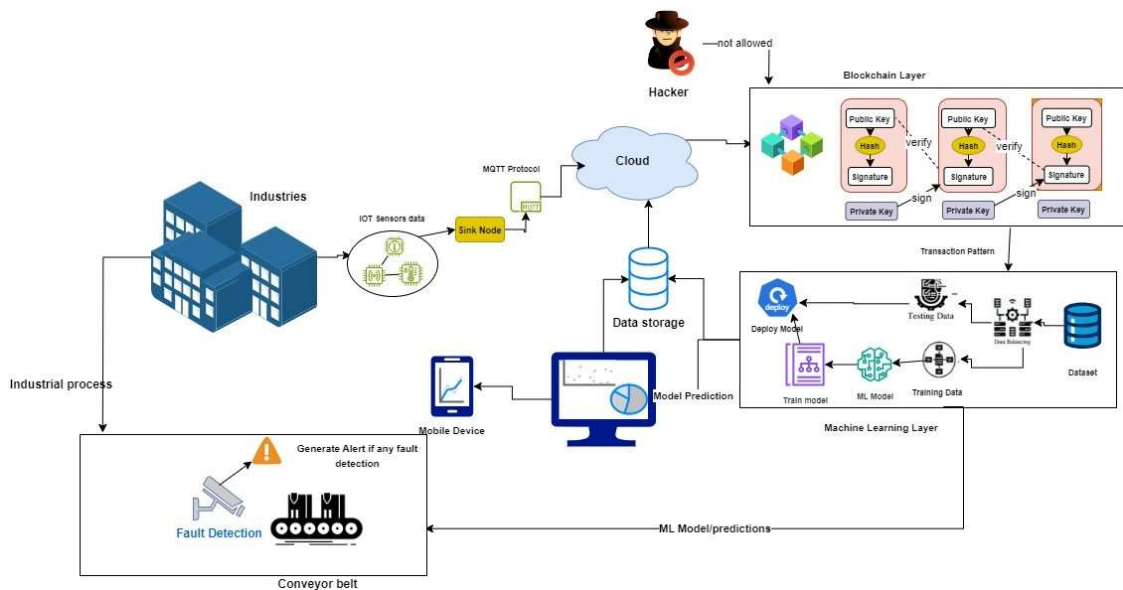 not allowed
Hacker
Blockchain Layer
Public Key
Public Key
Public Key
Hash
verify
Hash
verify
Hash
Signature
Signature
Signature
sign
sign
Private Key
Private Key
Private Key
Cloud
MQTT Protocol
MQTT
Industries
IOT Sensors data
Sink Node
Transaction Pattern
Data storage
deploy
Deploy Model
Testing Data
Data Balancing
Dataset
Train model
ML Model
Training Data
Machine Learning Layer
Model Prediction
Mobile Device
Industrial process
Generate Alert if any fault
detection
Fault Detection
ML Model/predictions
Conveyor belt